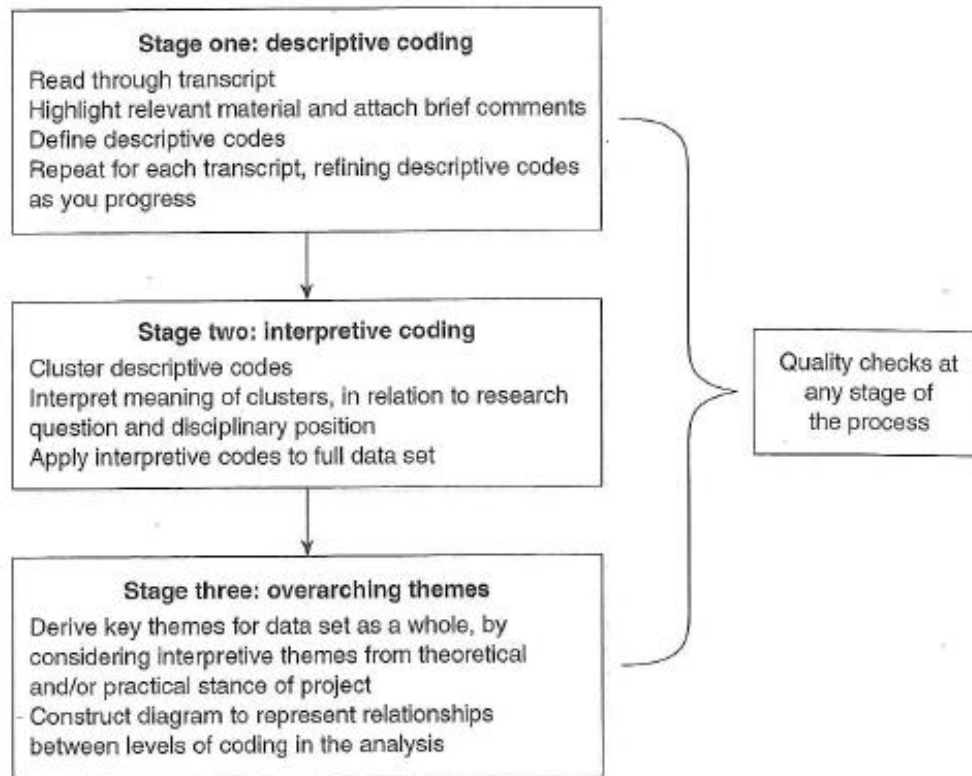 Stage one: descriptive coding
Read through transcript
Highlight relevant material and attach brief comments
Define descriptive codes
Repeat for each transcript, refining descriptive codes
as you progress
Stage two: interpretive coding
Cluster descriptive codes
Interpret meaning of clusters, in relation to research
question and disciplinary position
Apply interpretive codes to full data set
Stage three: overarching themes
Derive key themes for data set as a whole, by
considering interpretive themes from theoretical
and/or practical stance of project
Construct diagram to represent relationships
between levels of coding in the analysis
Quality checks at
any stage of
the process